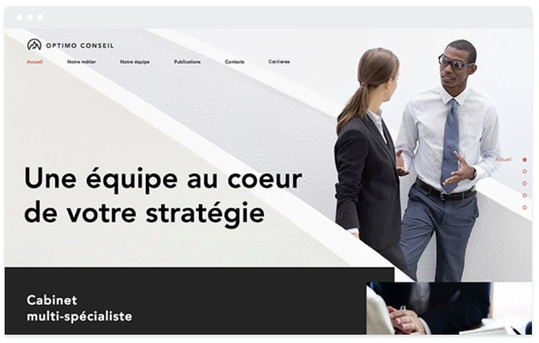 OPTIMO CONSEIL
Accueil Notre métier Notre équipe Publications Contacts Carrières
Accueil
Une équipe au coeur
de votre stratégie
Cabinet
multi-spécialiste